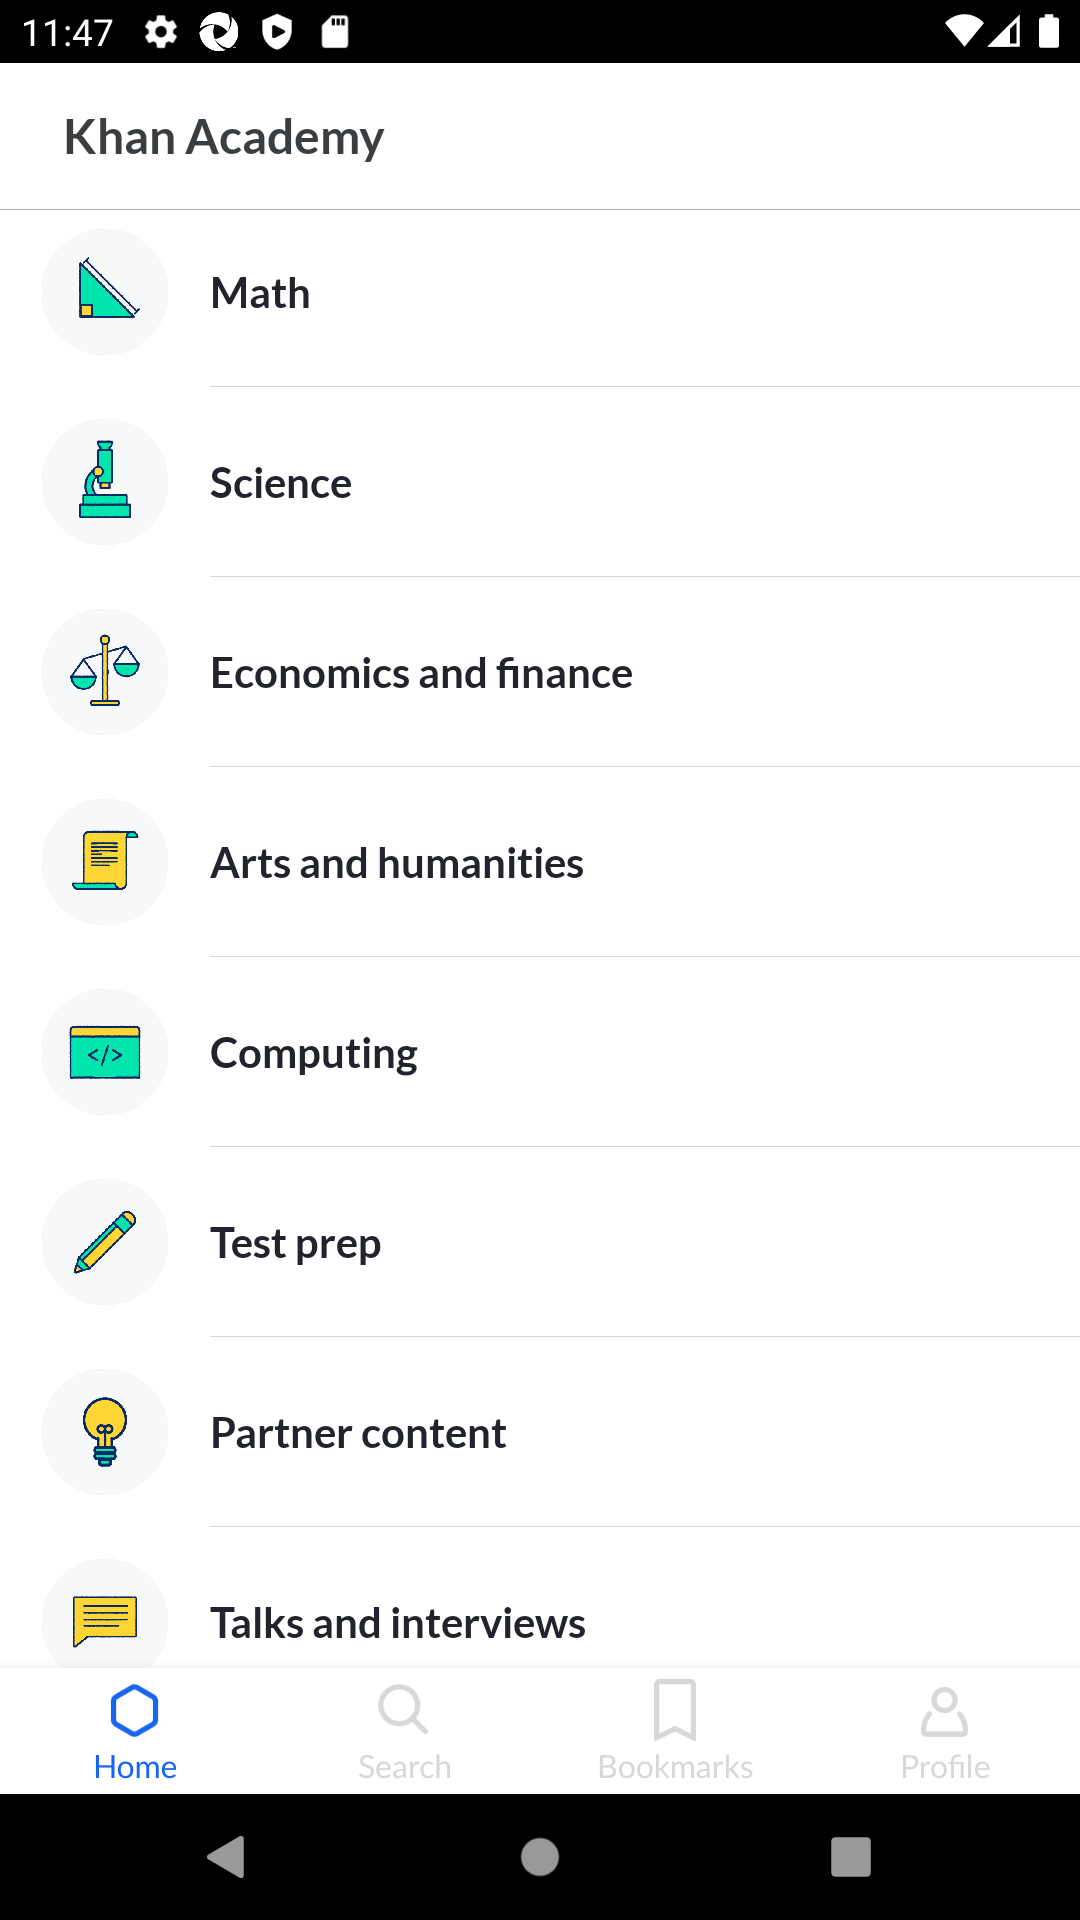 11:47
Khan Academy
Math
Science
Economics and finance
Arts and humanities
</>
Computing
Test prep
Partner content
Talks and interviews
Home
Search
Bookmarks
Profile